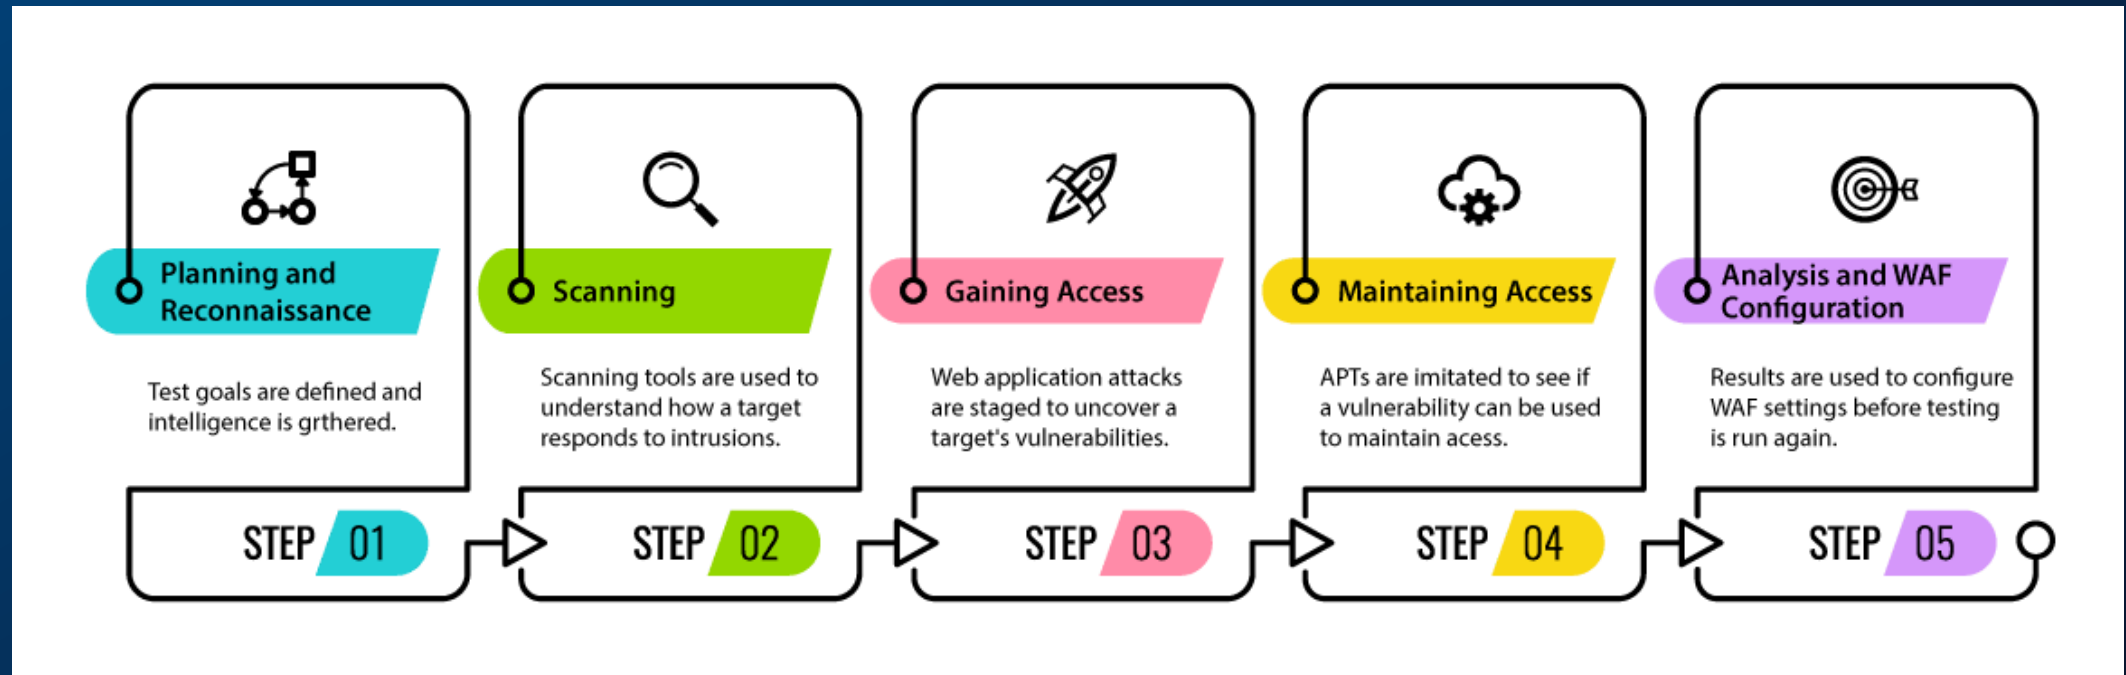 Planning and
Reconnaissance
Test goals are defined and
intelligence is grthered.
STEP 01
Scanning
Scanning tools are used to
understand how a target
responds to intrusions.
STEP 02
Gaining Access
Web application attacks
are staged to uncover a
target's vulnerabilities.
STEP 03
Maintaining Access
APTs are imitated to see if
a vulnerability can be used
to maintain acess.
STEP 04
Analysis and WAF
Configuration
Results are used to configure
WAF settings before testing
is run again.
STEP 05